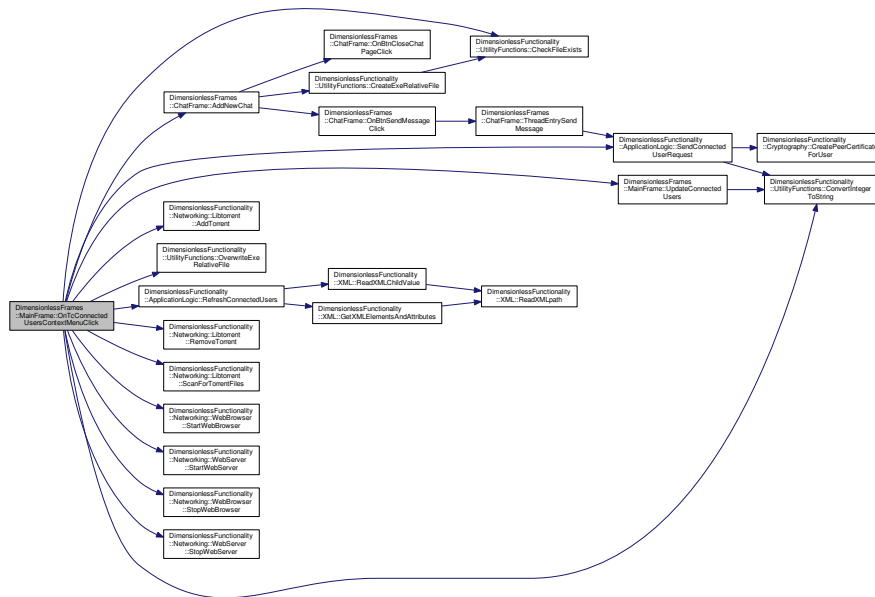 DimensionlessFrames
::ChatFrame::OnBtnCloseChat
PageClick
DimensionlessFunctionality
::UtilityFunctions::CheckFileExists
DimensionlessFunctionality
::UtilityFunctions::CreateExeRelativeFile
DimensionlessFrames
::ChatFrame::AddNewChat
DimensionlessFrames
::ChatFrame::OnBtnSendMessage
Click
DimensionlessFrames
::ChatFrame::ThreadEntrySend
Message
DimensionlessFunctionality
::ApplicationLogic::SendConnected
UserRequest
DimensionlessFunctionality
::Cryptography::CreatePeerCertificate
ForUser
DimensionlessFrames
::MainFrame::UpdateConnected
Users
DimensionlessFunctionality
::UtilityFunctions::ConvertInteger
ToString
DimensionlessFunctionality
::Networking::Libtorrent
::AddTorrent
DimensionlessFunctionality
::UtilityFunctions::OverwriteExe
RelativeFile
DimensionlessFunctionality
::ApplicationLogic::RefreshConnectedUsers
DimensionlessFunctionality
::XML::ReadXMLChildValue
DimensionlessFunctionality
::XML::ReadXMLpath
DimensionlessFunctionality
::XML::GetXMLElementsAndAttributes
DimensionlessFrames
::MainFrame::OnToConnected
UsersContextMenuClick
DimensionlessFunctionality
::Networking::Libtorrent
::RemoveTorrent
DimensionlessFunctionality
::Networking::Libtorrent
::ScanForTorrentFiles
DimensionlessFunctionality
::Networking::WebBrowser
::StartWebBrowser
DimensionlessFunctionality
::Networking::WebServer
::StartWebServer
DimensionlessFunctionality
::Networking::WebBrowser
::StopWebBrowser
DimensionlessFunctionality
::Networking::WebServer
::StopWebServer